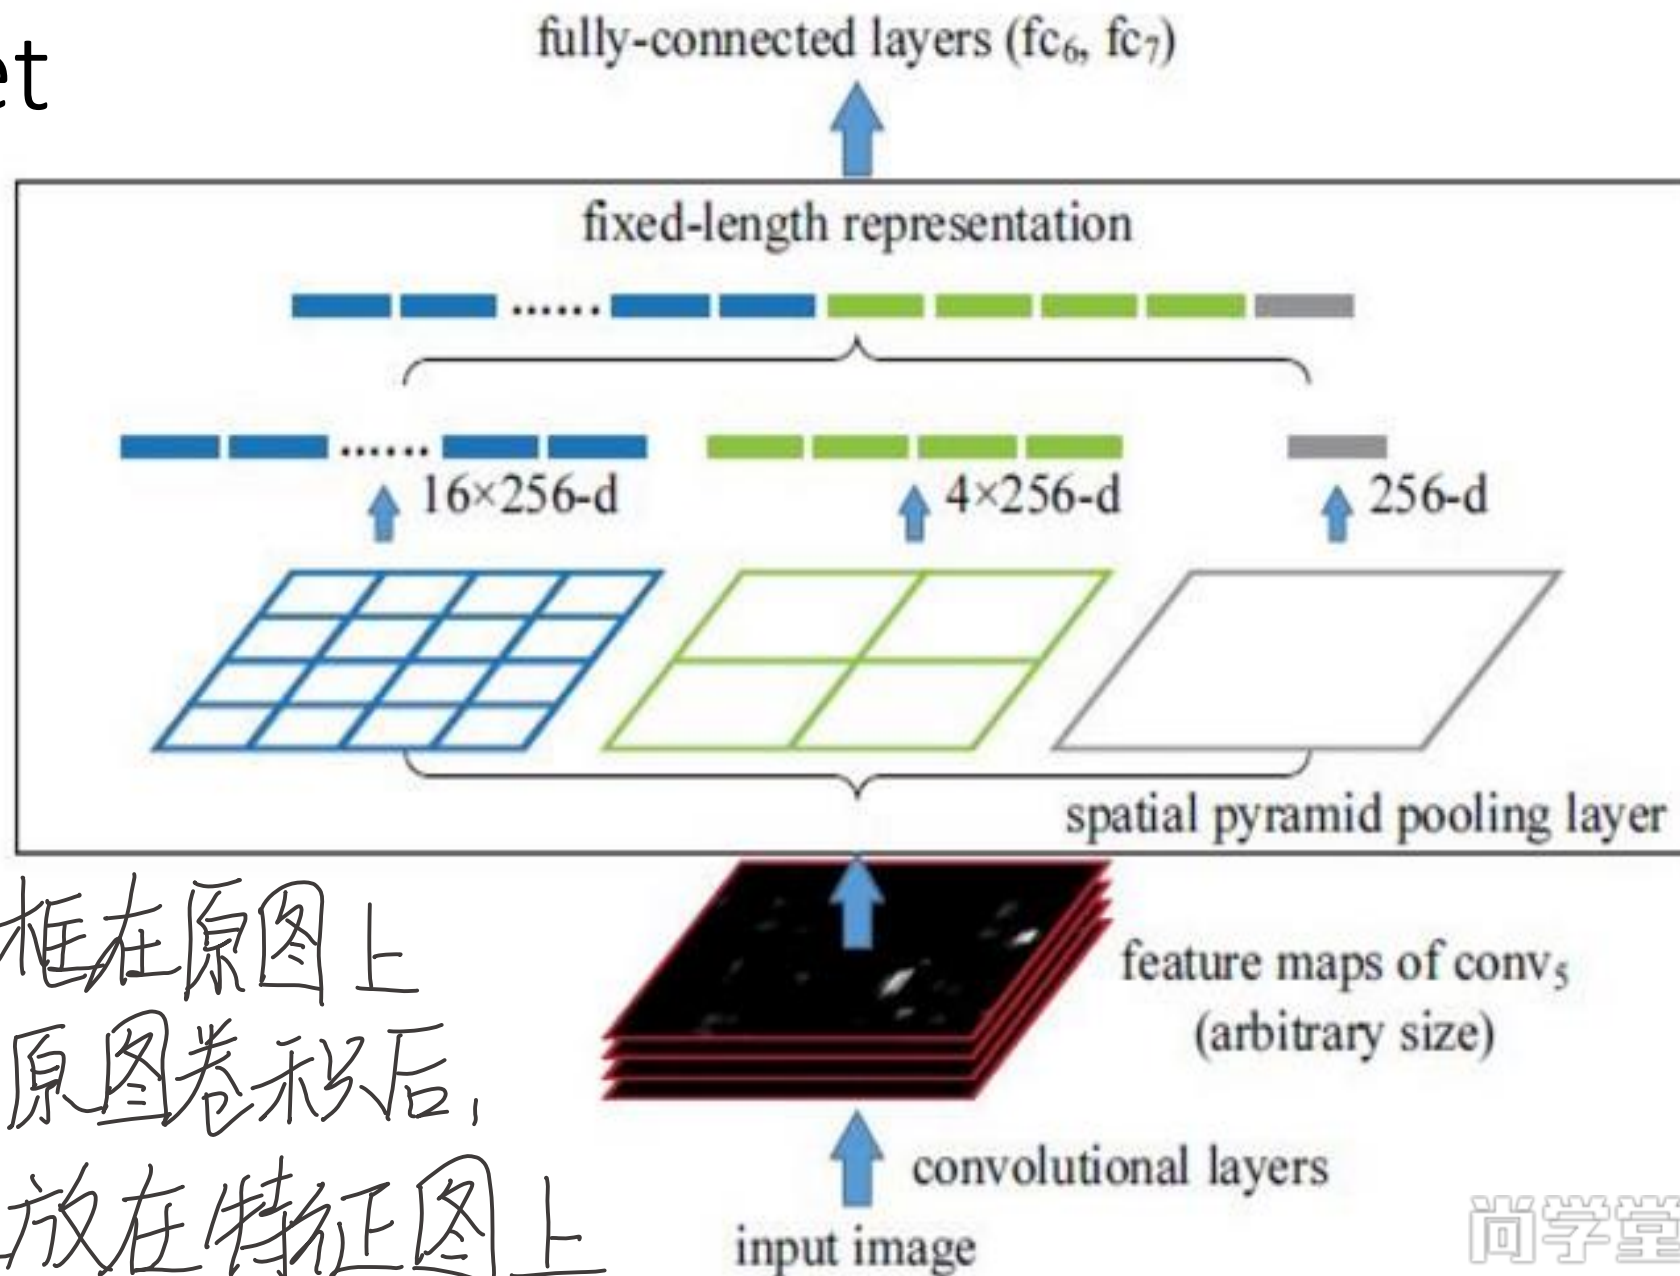 et
fully-connected layers (fc₆, fc₇)
fixed-length representation
......
......
16×256-d
4×256-d
256-d
spatial pyramid pooling layer
框在原图上
原图卷积后,
放在特征图上
feature maps of conv₅
(arbitrary size)
convolutional layers
input image
尚学堂